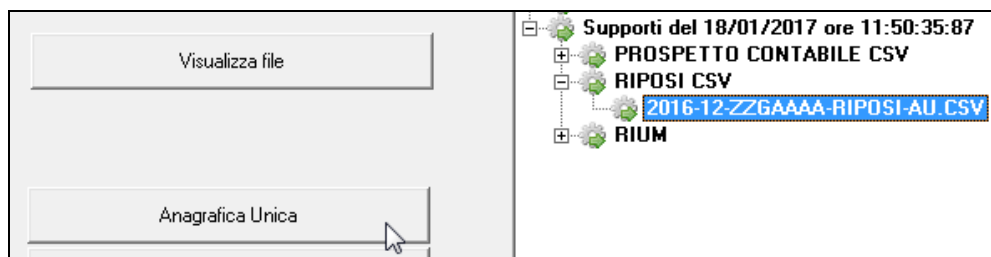 Visualizza file
Anagrafica Unica
Supporti del 18/01/2017 ore 11:50:35:87
PROSPETTO CONTABILE CSV
RIPOSI CSV
2016-12-ZZGAAAA-RIPOSI-AU.CSV
RIUM